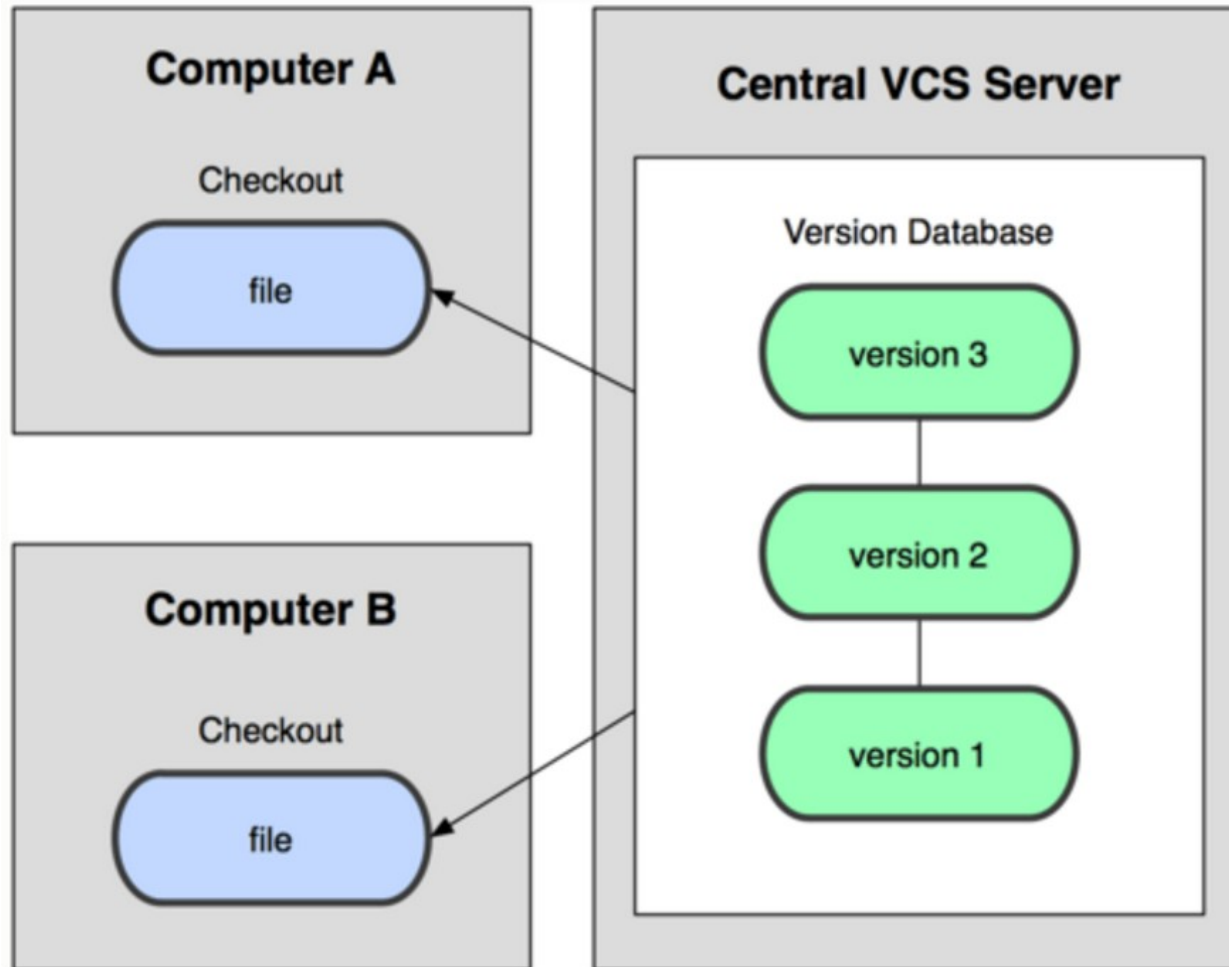 Computer A
Checkout
file
Computer B
Checkout
file
Central VCS Server
Version Database
version 3
version 2
version 1